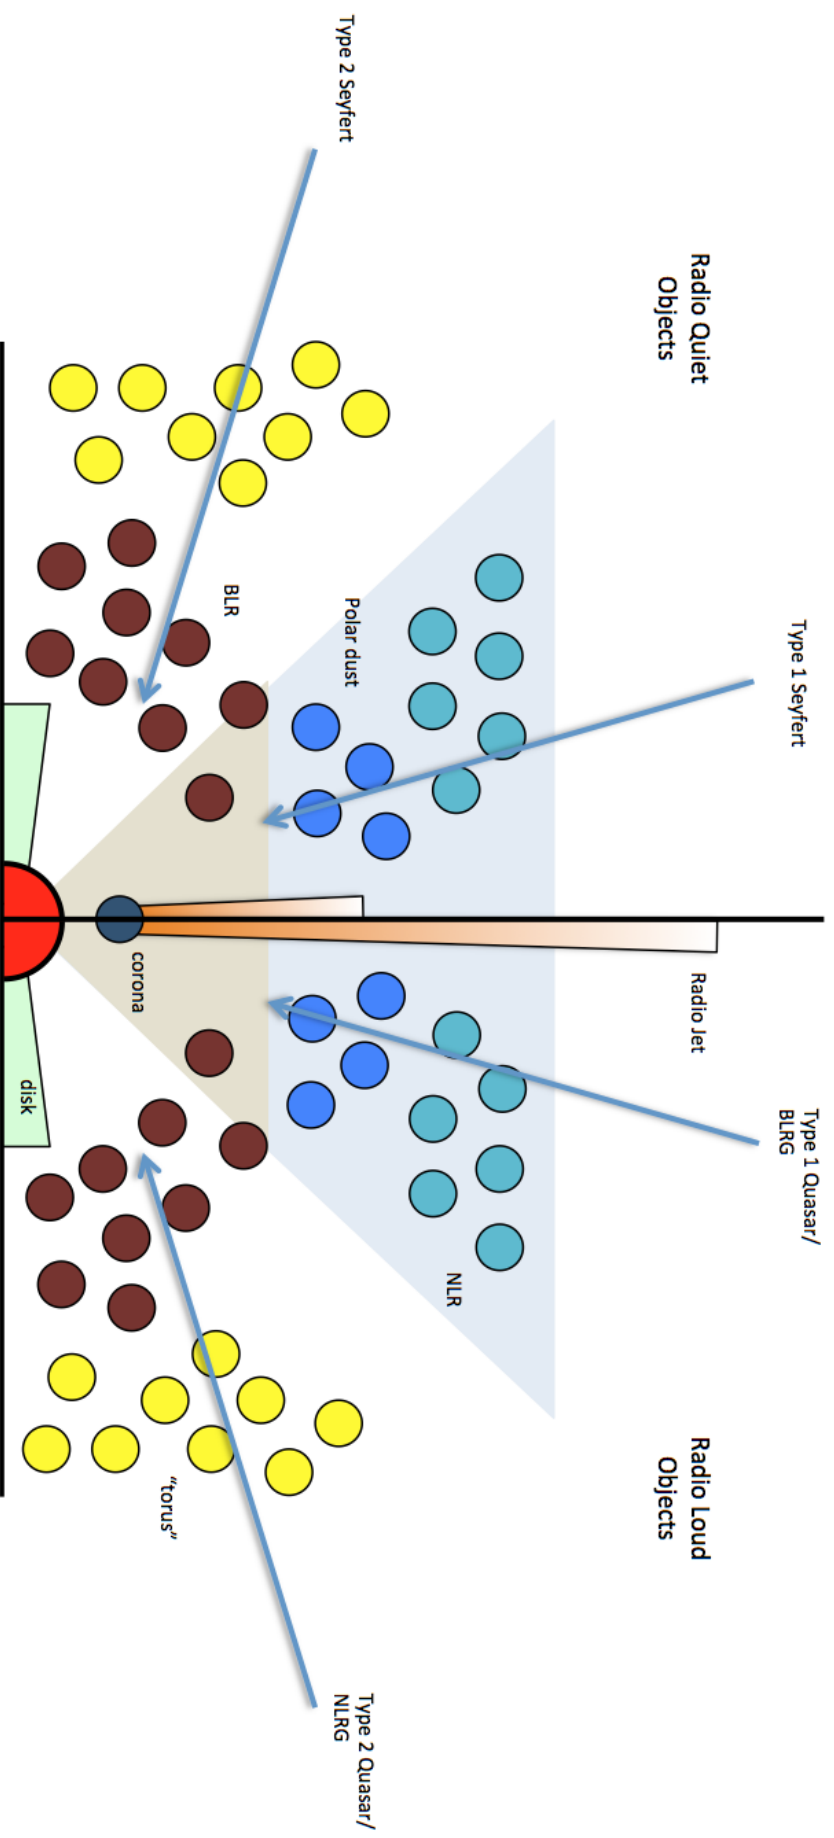 Radio Quiet
Objects
Radio Loud
Objects
Type 1 Seyfert
Type 1 Quasar/
BLRG
Radio Jet
Type 2 Seyfert
Type 2 Quasar/
NLRG
NLR
Polar dust
BLR
"torus"
corona
disk